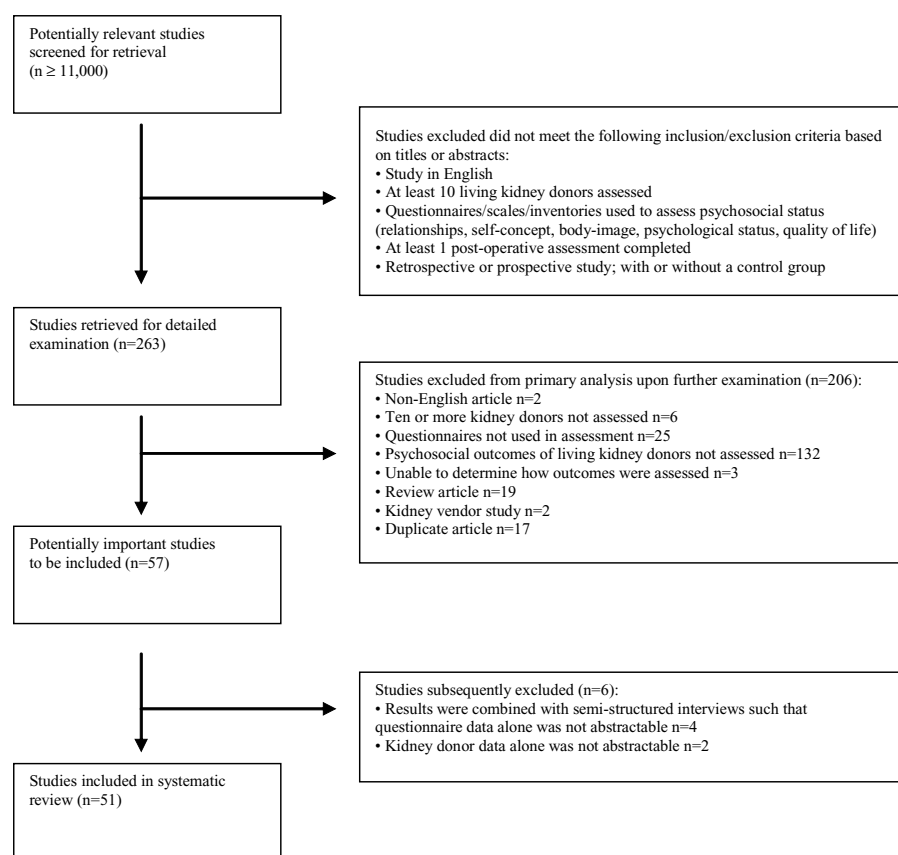 Potentially relevant studies
screened for retrieval
(n ≥ 11,000)
Studies excluded did not meet the following inclusion/exclusion criteria based
on titles or abstracts:
• Study in English
• At least 10 living kidney donors assessed
• Questionnaires/scales/inventories used to assess psychosocial status
(relationships, self-concept, body-image, psychological status, quality of life)
• At least 1 post-operative assessment completed
• Retrospective or prospective study; with or without a control group
Studies retrieved for detailed
examination (n=263)
Studies excluded from primary analysis upon further examination (n=206):
• Non-English article n=2
• Ten or more kidney donors not assessed n=6
• Questionnaires not used in assessment n=25
• Psychosocial outcomes of living kidney donors not assessed n=132
• Unable to determine how outcomes were assessed n=3
• Review article n=19
• Kidney vendor study n=2
• Duplicate article n=17
Potentially important studies
to be included (n=57)
Studies subsequently excluded (n=6):
• Results were combined with semi-structured interviews such that
questionnaire data alone was not abstractable n=4
• Kidney donor data alone was not abstractable n=2
Studies included in systematic
review (n=51)